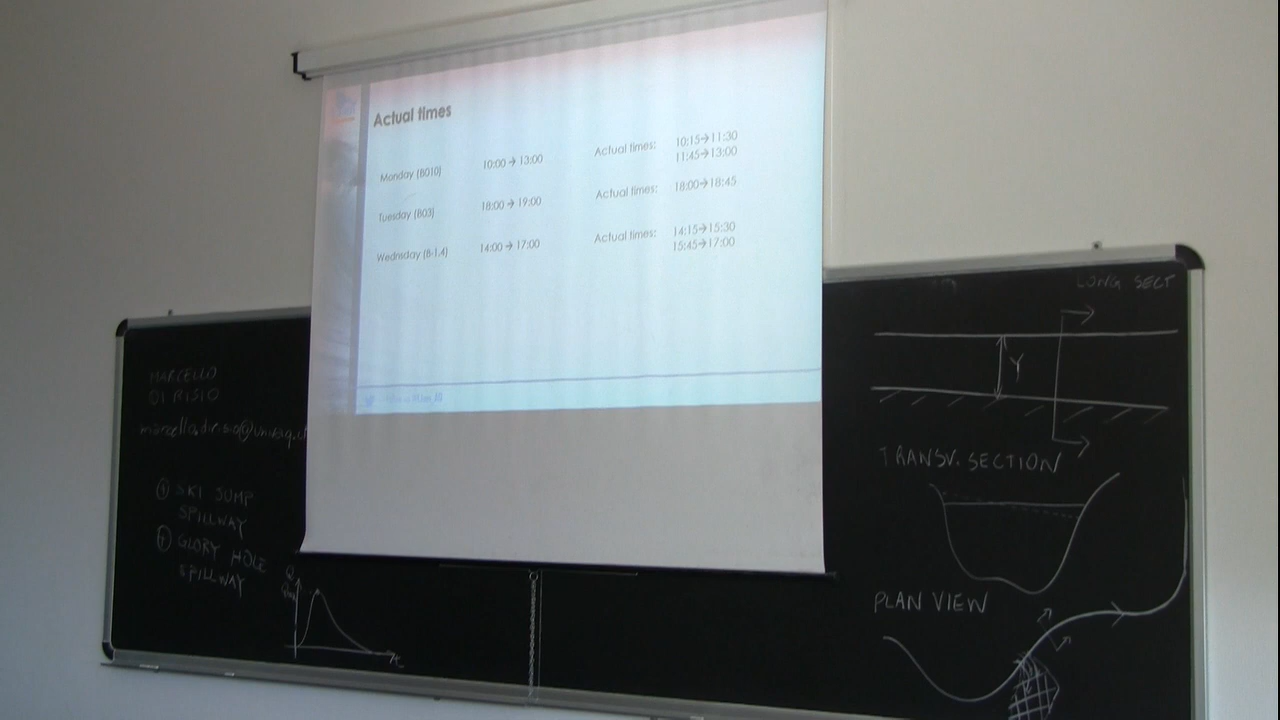 Actual times
Monday (B010) 10:00 → 13:00 Actual times: 10:15→11:30
11:45→13:00
Tuesday (B03) 18:00 → 19:00 Actual times: 18:00→18:45
Wednsday (B-1.4) 14:00 → 17:00 Actual times: 14:15→15:30
15:45→17:00
MARCELLO
DI RISIO
SKI JUMP
SPILLWAY
GLORY HOLE
SPILLWAY
Q
t
LONG SECT
Y
TRANSV. SECTION
PLAN VIEW